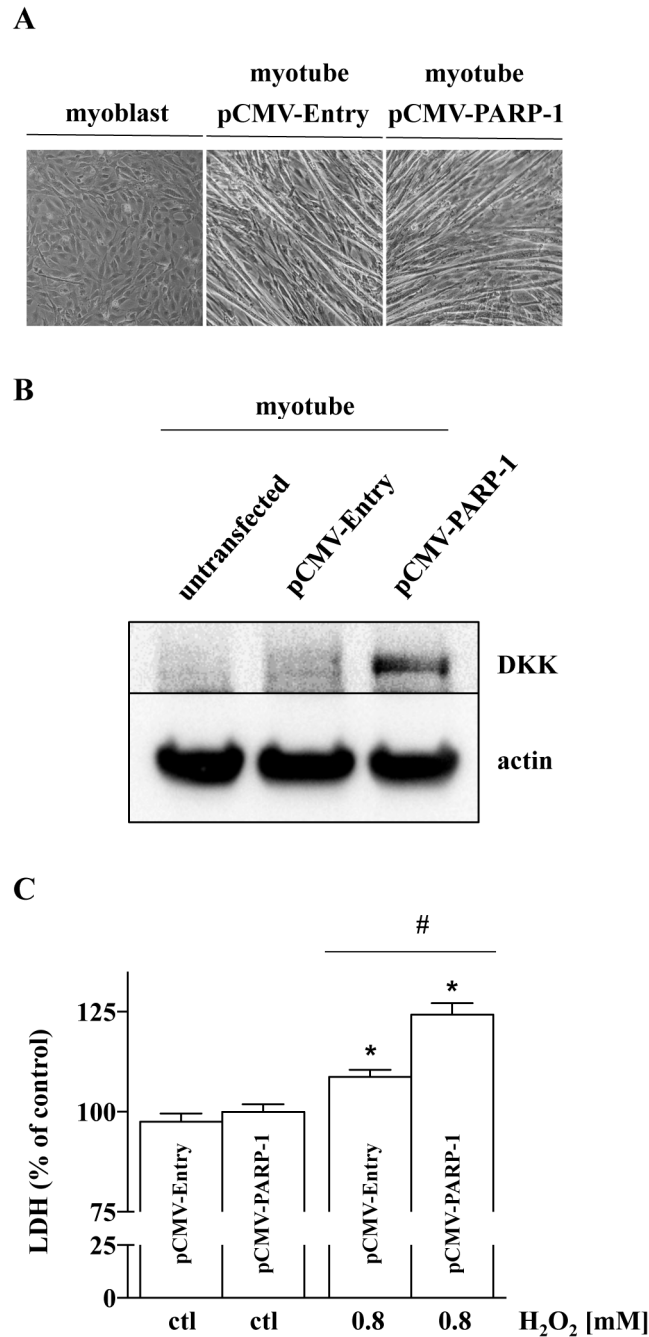 A
myoblast
myotube
pCMV-Entry
myotube
pCMV-PARP-1
B
myotube
untransfected
pCMV-Entry
pCMV-PARP-1
DKK
actin
C
#
*
*
LDH (% of control)
125
100
75
25
0
pCMV-Entry
pCMV-PARP-1
pCMV-Entry
pCMV-PARP-1
ctl ctl 0.8 0.8 H₂O₂ [mM]